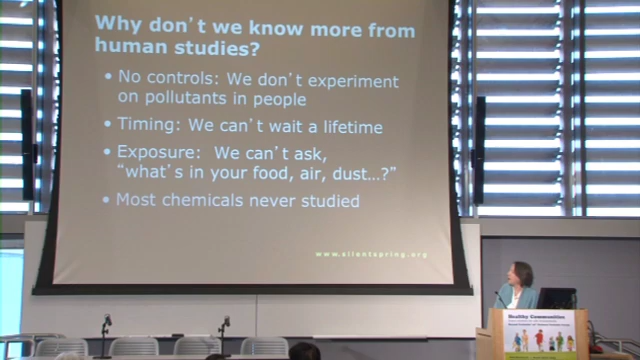 Why don't we know more from
human studies?
• No controls: We don't experiment
on pollutants in people
• Timing: We can't wait a lifetime
• Exposure: We can't ask,
"what's in your food, air, dust...?"
• Most chemicals never studied
www.silentspring.org
Healthy Communities